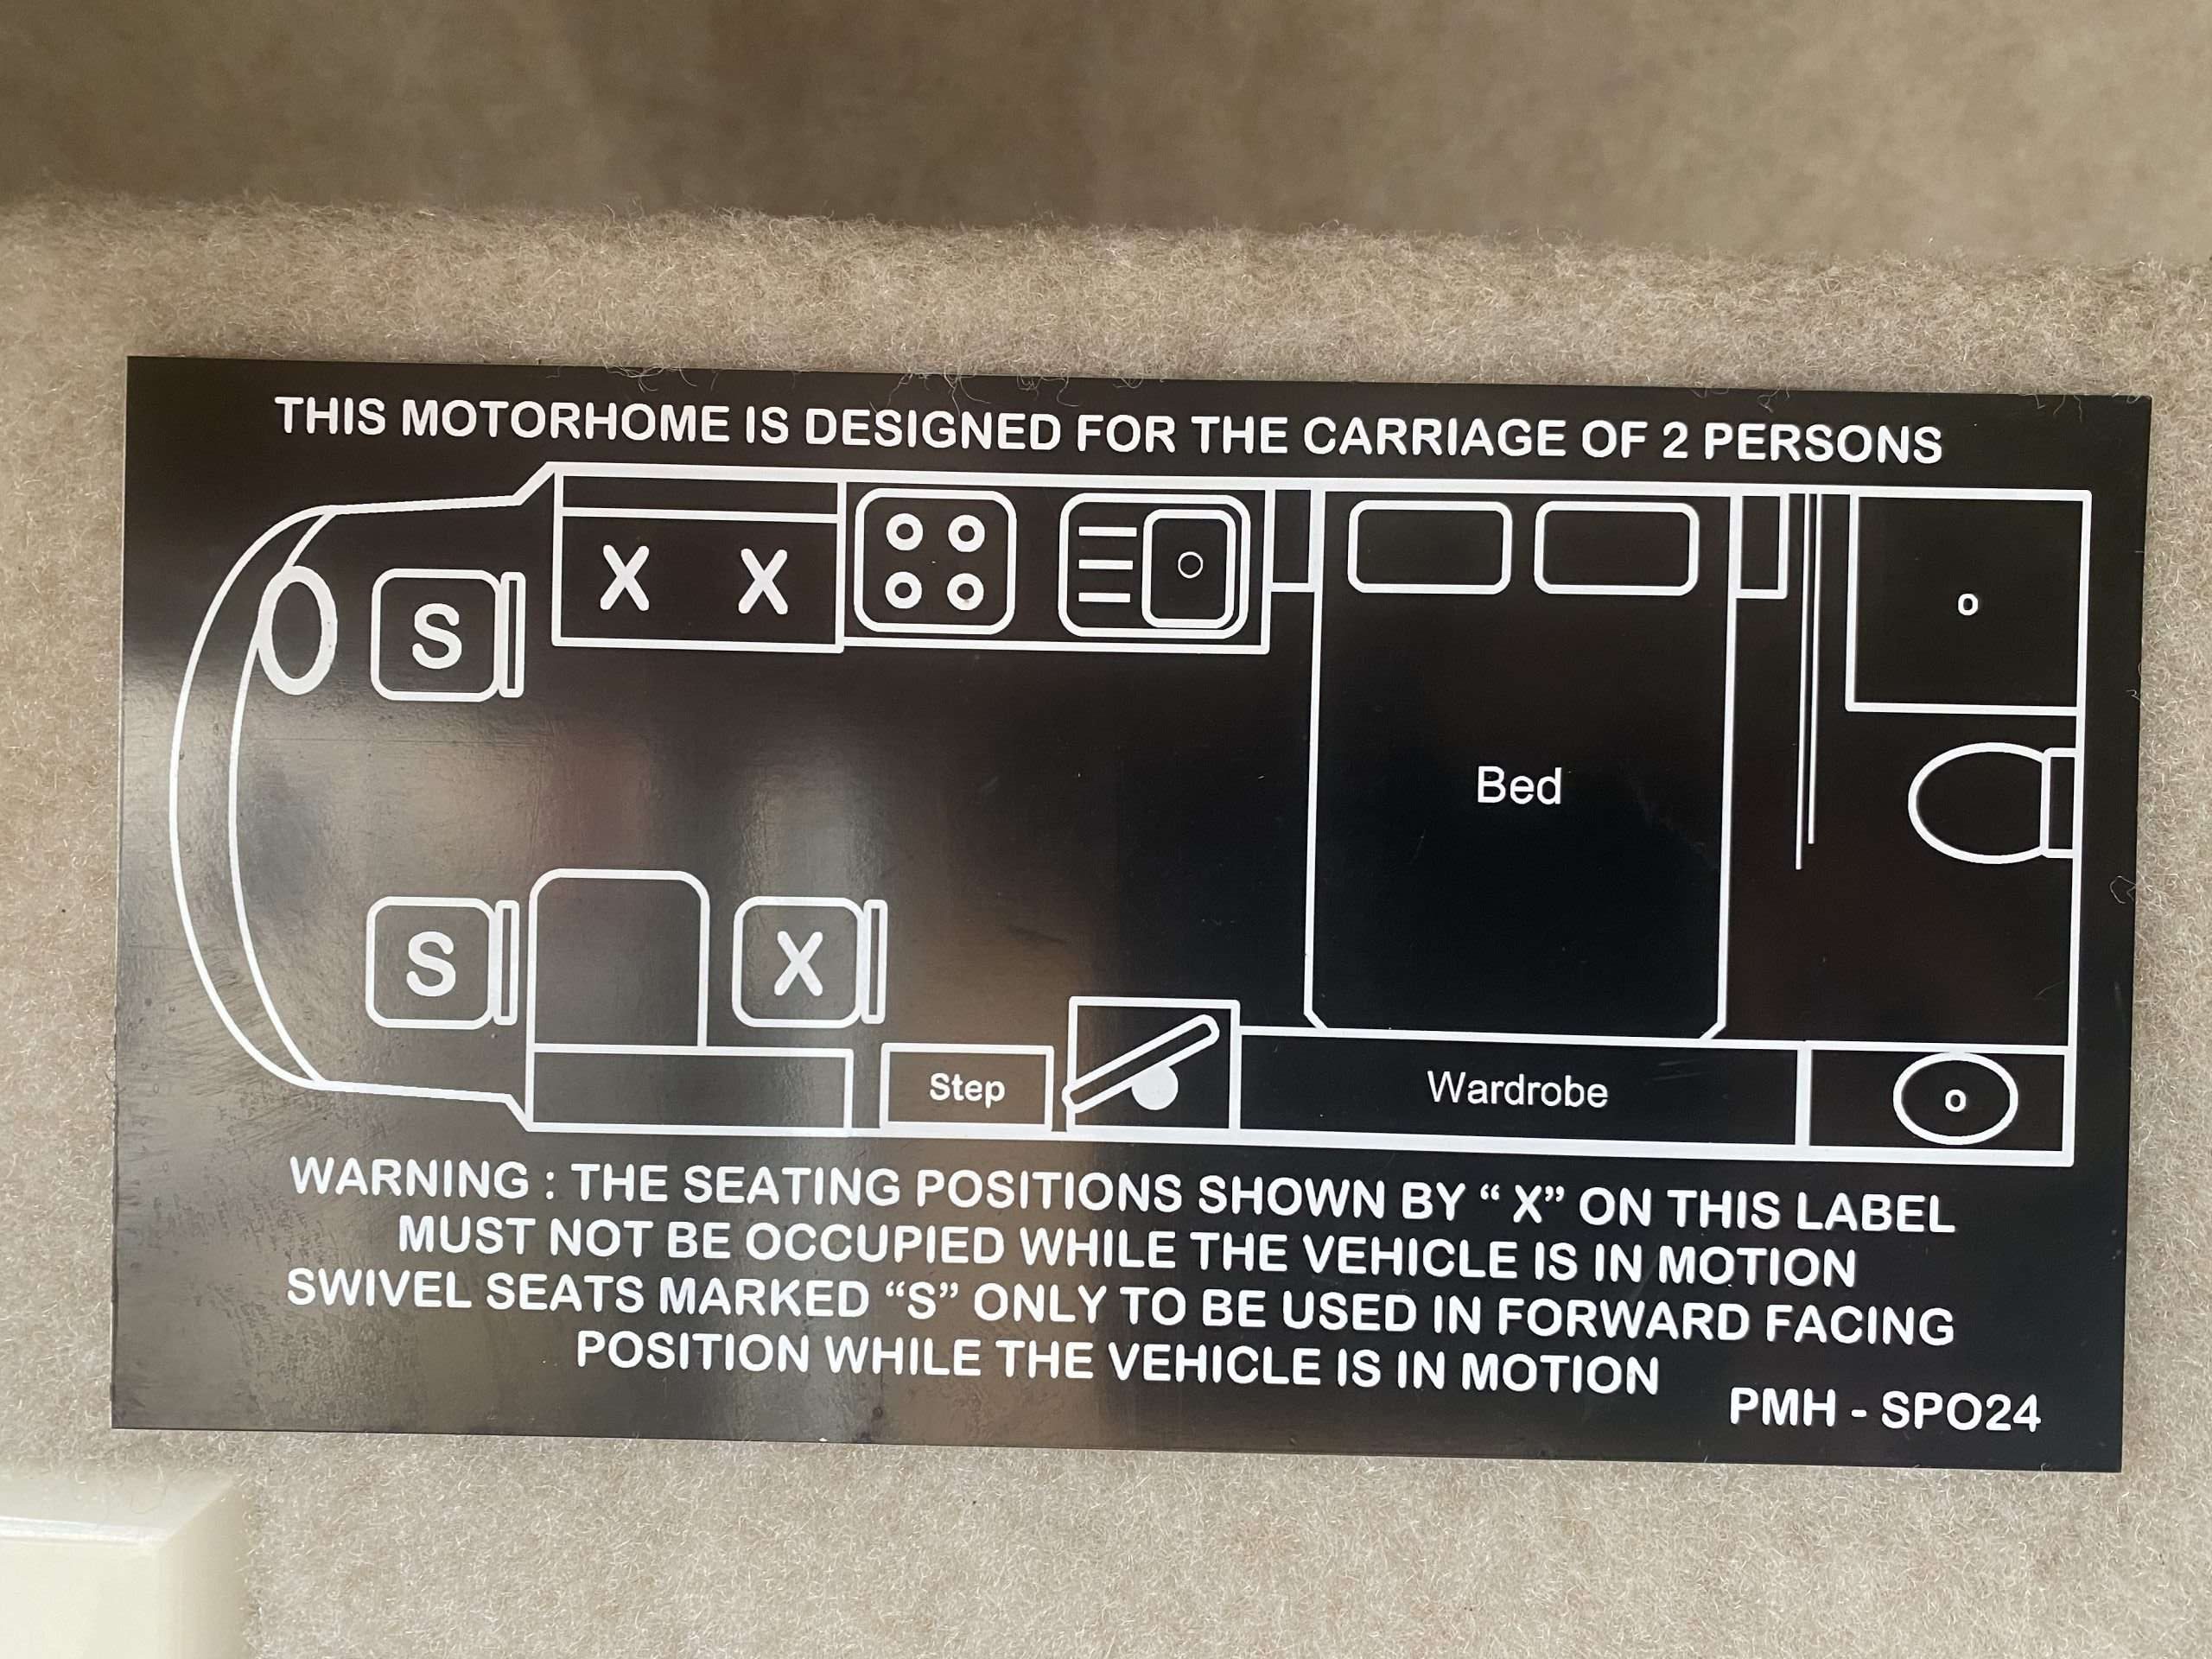 THIS MOTORHOME IS DESIGNED FOR THE CARRIAGE OF 2 PERSONS
X X
S
Bed
S
X
Step
Wardrobe
WARNING : THE SEATING POSITIONS SHOWN BY “ X” ON THIS LABEL
MUST NOT BE OCCUPIED WHILE THE VEHICLE IS IN MOTION
SWIVEL SEATS MARKED “S” ONLY TO BE USED IN FORWARD FACING
POSITION WHILE THE VEHICLE IS IN MOTION
PMH - SPO24